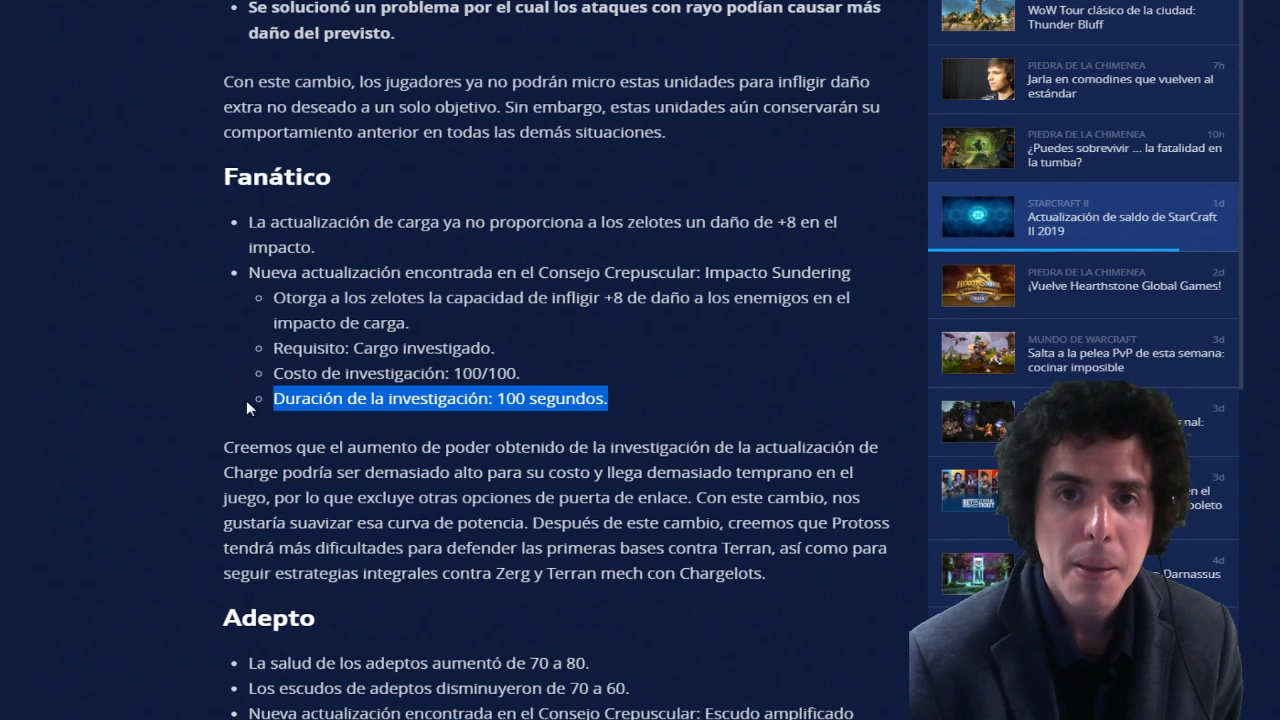 Se solucionó un problema por el cual los ataques con rayo podían causar más
daño del previsto.
Con este cambio, los jugadores ya no podrán micro estas unidades para infligir daño
extra no deseado a un solo objetivo. Sin embargo, estas unidades aún conservarán su
comportamiento anterior en todas las demás situaciones.
Fanático
La actualización de carga ya no proporciona a los zelotes un daño de +8 en el
impacto.
Nueva actualización encontrada en el Consejo Crepuscular: Impacto Sundering
Otorga a los zelotes la capacidad de infligir +8 de daño a los enemigos en el
impacto de carga.
Requisito: Cargo investigado.
Costo de investigación: 100/100.
Duración de la investigación: 100 segundos.
Creemos que el aumento de poder obtenido de la investigación de la actualización de
Charge podría ser demasiado alto para su costo y llega demasiado temprano en el
juego, por lo que excluye otras opciones de puerta de enlace. Con este cambio, nos
gustaría suavizar esa curva de potencia. Después de este cambio, creemos que Protoss
tendrá más dificultades para defender las primeras bases contra Terran, así como para
seguir estrategias integrales contra Zerg y Terran mech con Chargelots.
Adepto
La salud de los adeptos aumentó de 70 a 80.
Los escudos de adeptos disminuyeron de 70 a 60.
Nueva actualización encontrada en el Consejo Crepuscular: Escudo amplificado
WoW Tour clásico de la ciudad:
Thunder Bluff
PIEDRA DE LA CHIMENEA 7h
Jarla en comodines que vuelven al
estándar
PIEDRA DE LA CHIMENEA 10h
¿Puedes sobrevivir ... la fatalidad en
la tumba?
STARCRAFT II 1d
Actualización de saldo de StarCraft
II 2019
PIEDRA DE LA CHIMENEA 2d
¡Vuelve Hearthstone Global Games!
MUNDO DE WARCRAFT 3d
Salta a la pelea PvP de esta semana:
cocinar imposible
3d
nal:
3d
en el
boleto
4d
Darnassus